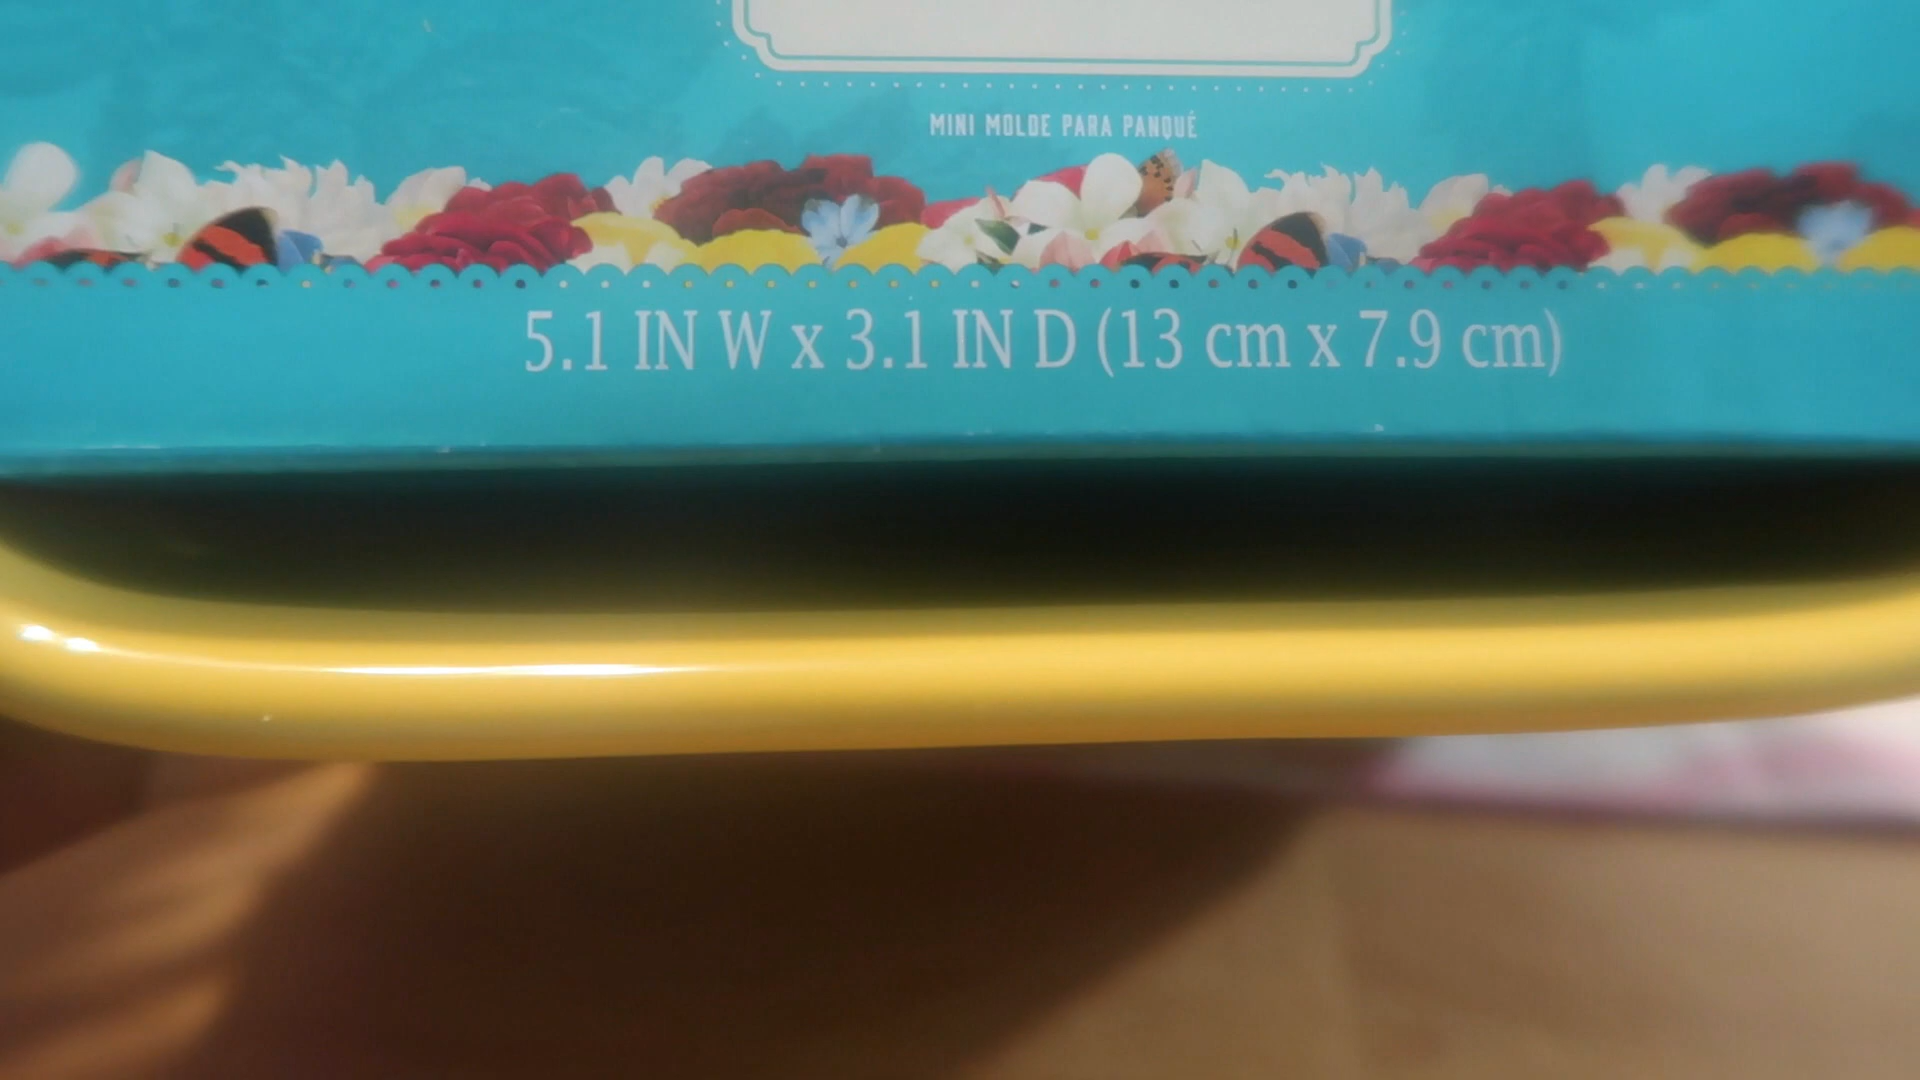 MINI MOLDE PARA PANQUÉ
5.1 IN W x 3.1 IN D (13 cm x 7.9 cm)